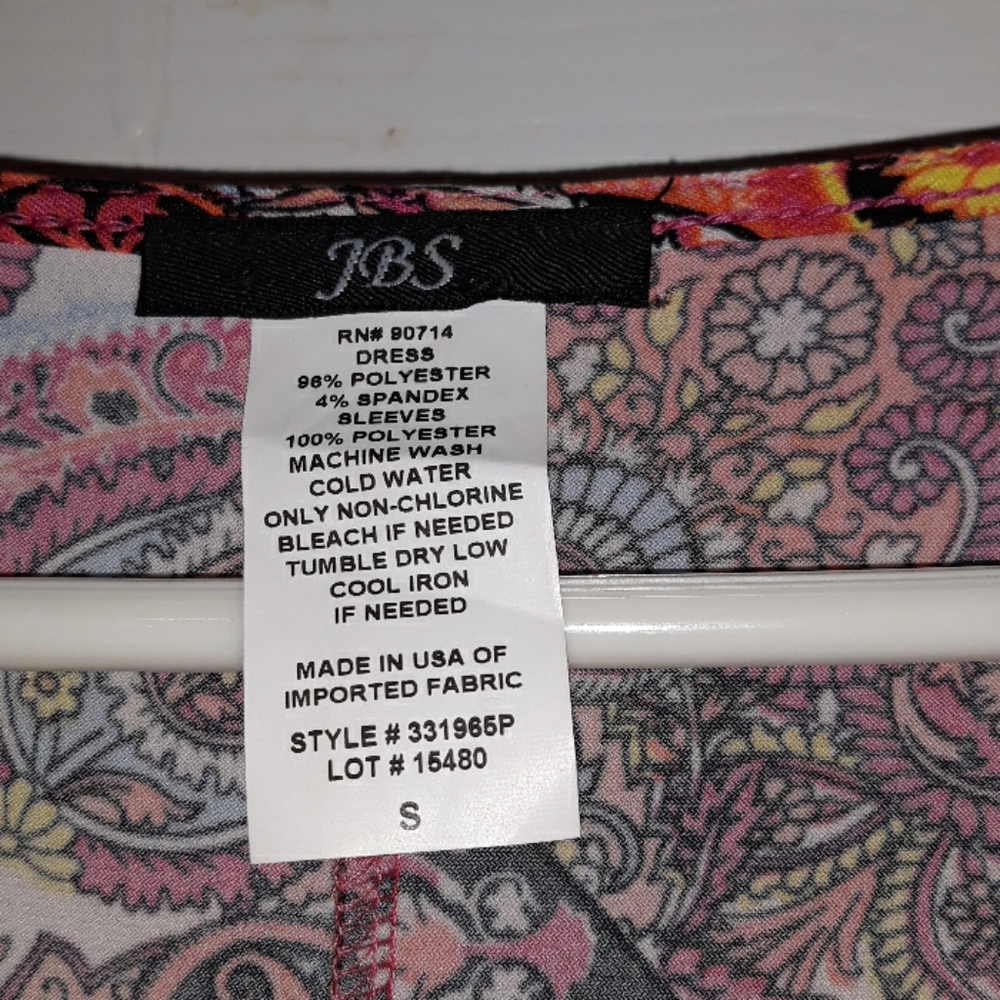 JBS
RN# 90714
DRESS
96% POLYESTER
4% SPANDEX
SLEEVES
100% POLYESTER
MACHINE WASH
COLD WATER
ONLY NON-CHLORINE
BLEACH IF NEEDED
TUMBLE DRY LOW
COOL IRON
IF NEEDED
MADE IN USA OF
IMPORTED FABRIC
STYLE # 331965P
LOT # 15480
S